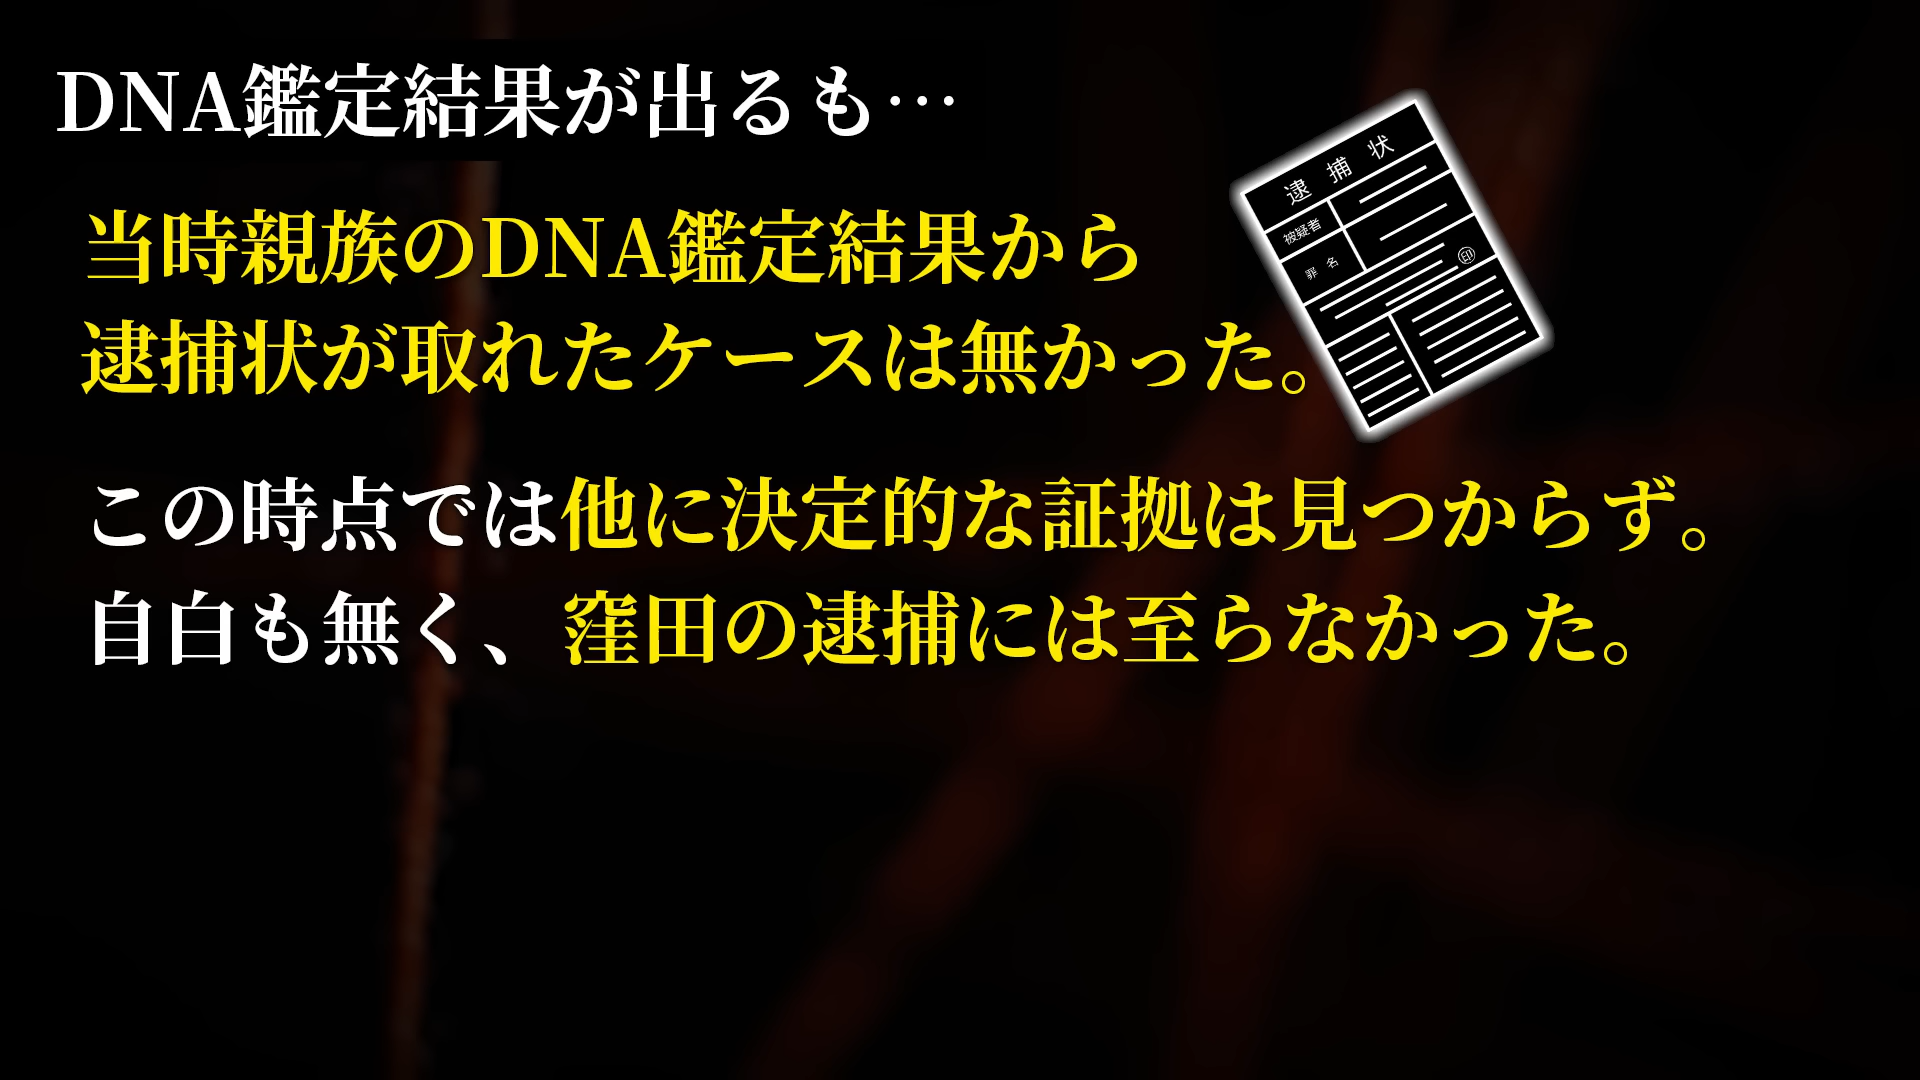 DNA鑑定結果が出るも…
当時親族のDNA鑑定結果から
逮捕状が取れたケースは無かった。
逮捕状
被疑者
罪名
印
この時点では他に決定的な証拠は見つからず。
自白も無く、窪田の逮捕には至らなかった。